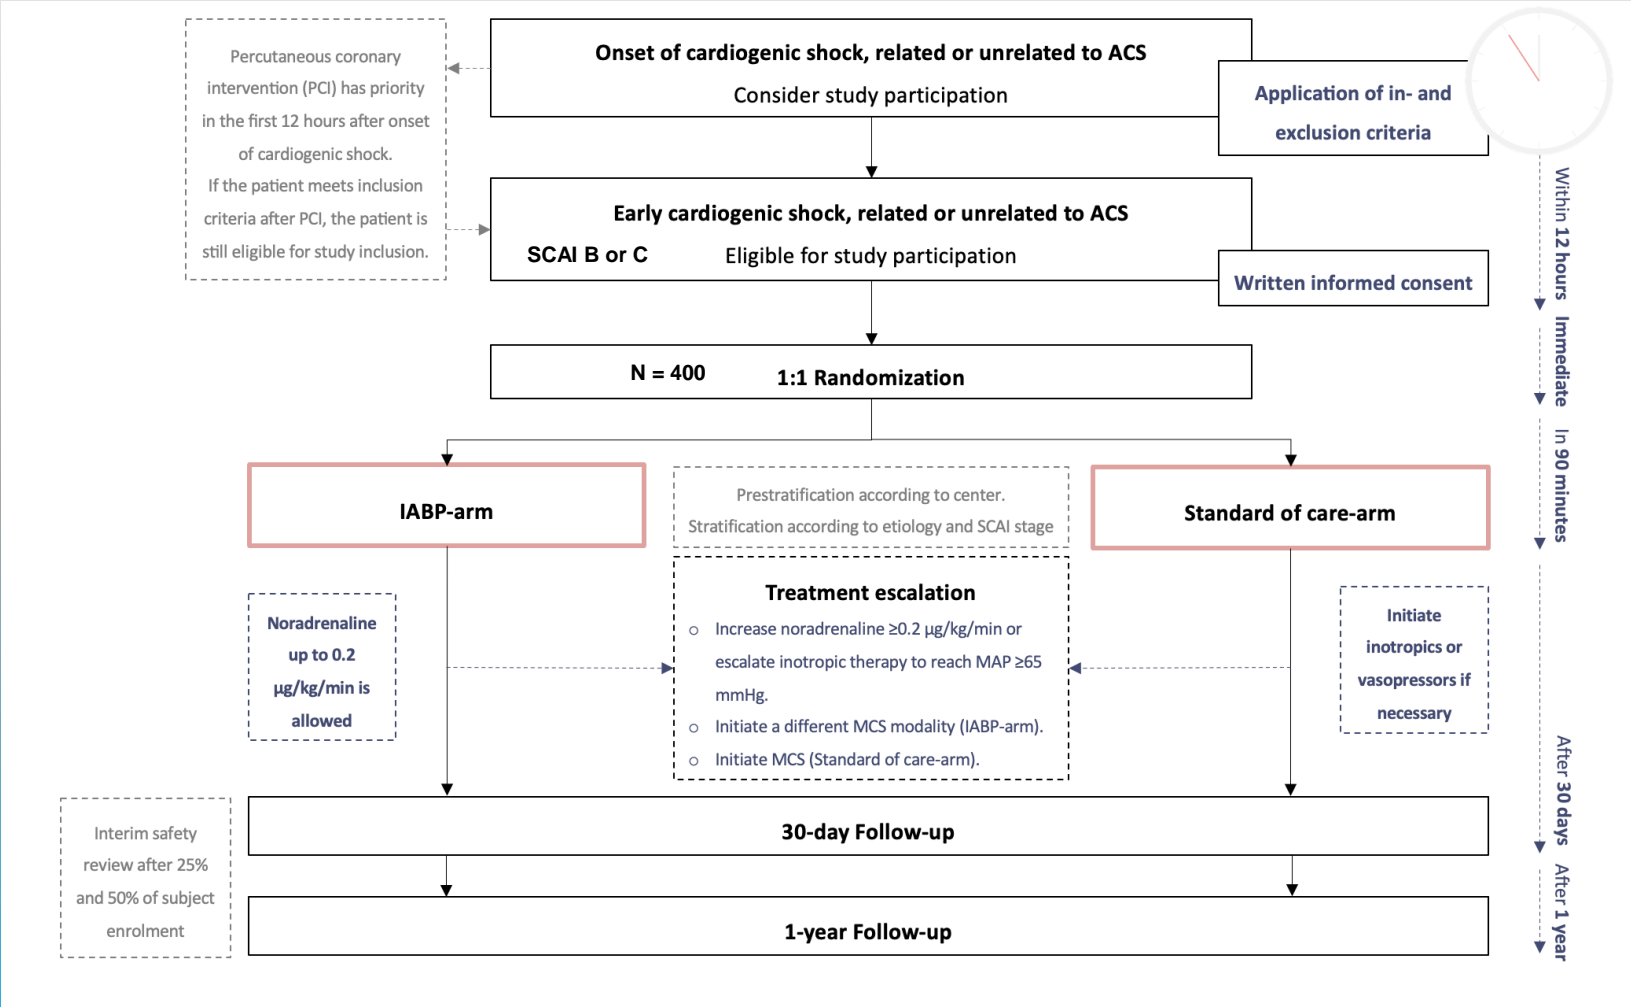 Percutaneous coronary
intervention (PCI) has priority
in the first 12 hours after onset
of cardiogenic shock.
If the patient meets inclusion
criteria after PCI, the patient is
still eligible for study inclusion.
Onset of cardiogenic shock, related or unrelated to ACS
Consider study participation
Application of in- and
exclusion criteria
Early cardiogenic shock, related or unrelated to ACS
SCAI B or C Eligible for study participation
Written informed consent
Within 12 hours
N = 400 1:1 Randomization
Immediate
In 90 minutes
IABP-arm
Prestratification according to center.
Stratification according to etiology and SCAI stage
Standard of care-arm
Noradrenaline
up to 0.2
µg/kg/min is
allowed
Treatment escalation
o Increase noradrenaline ≥0.2 µg/kg/min or
escalate inotropic therapy to reach MAP ≥65
mmHg.
o Initiate a different MCS modality (IABP-arm).
o Initiate MCS (Standard of care-arm).
Initiate
inotropics or
vasopressors if
necessary
After 30 days
Interim safety
review after 25%
and 50% of subject
enrolment
30-day Follow-up
1-year Follow-up
After 1 year